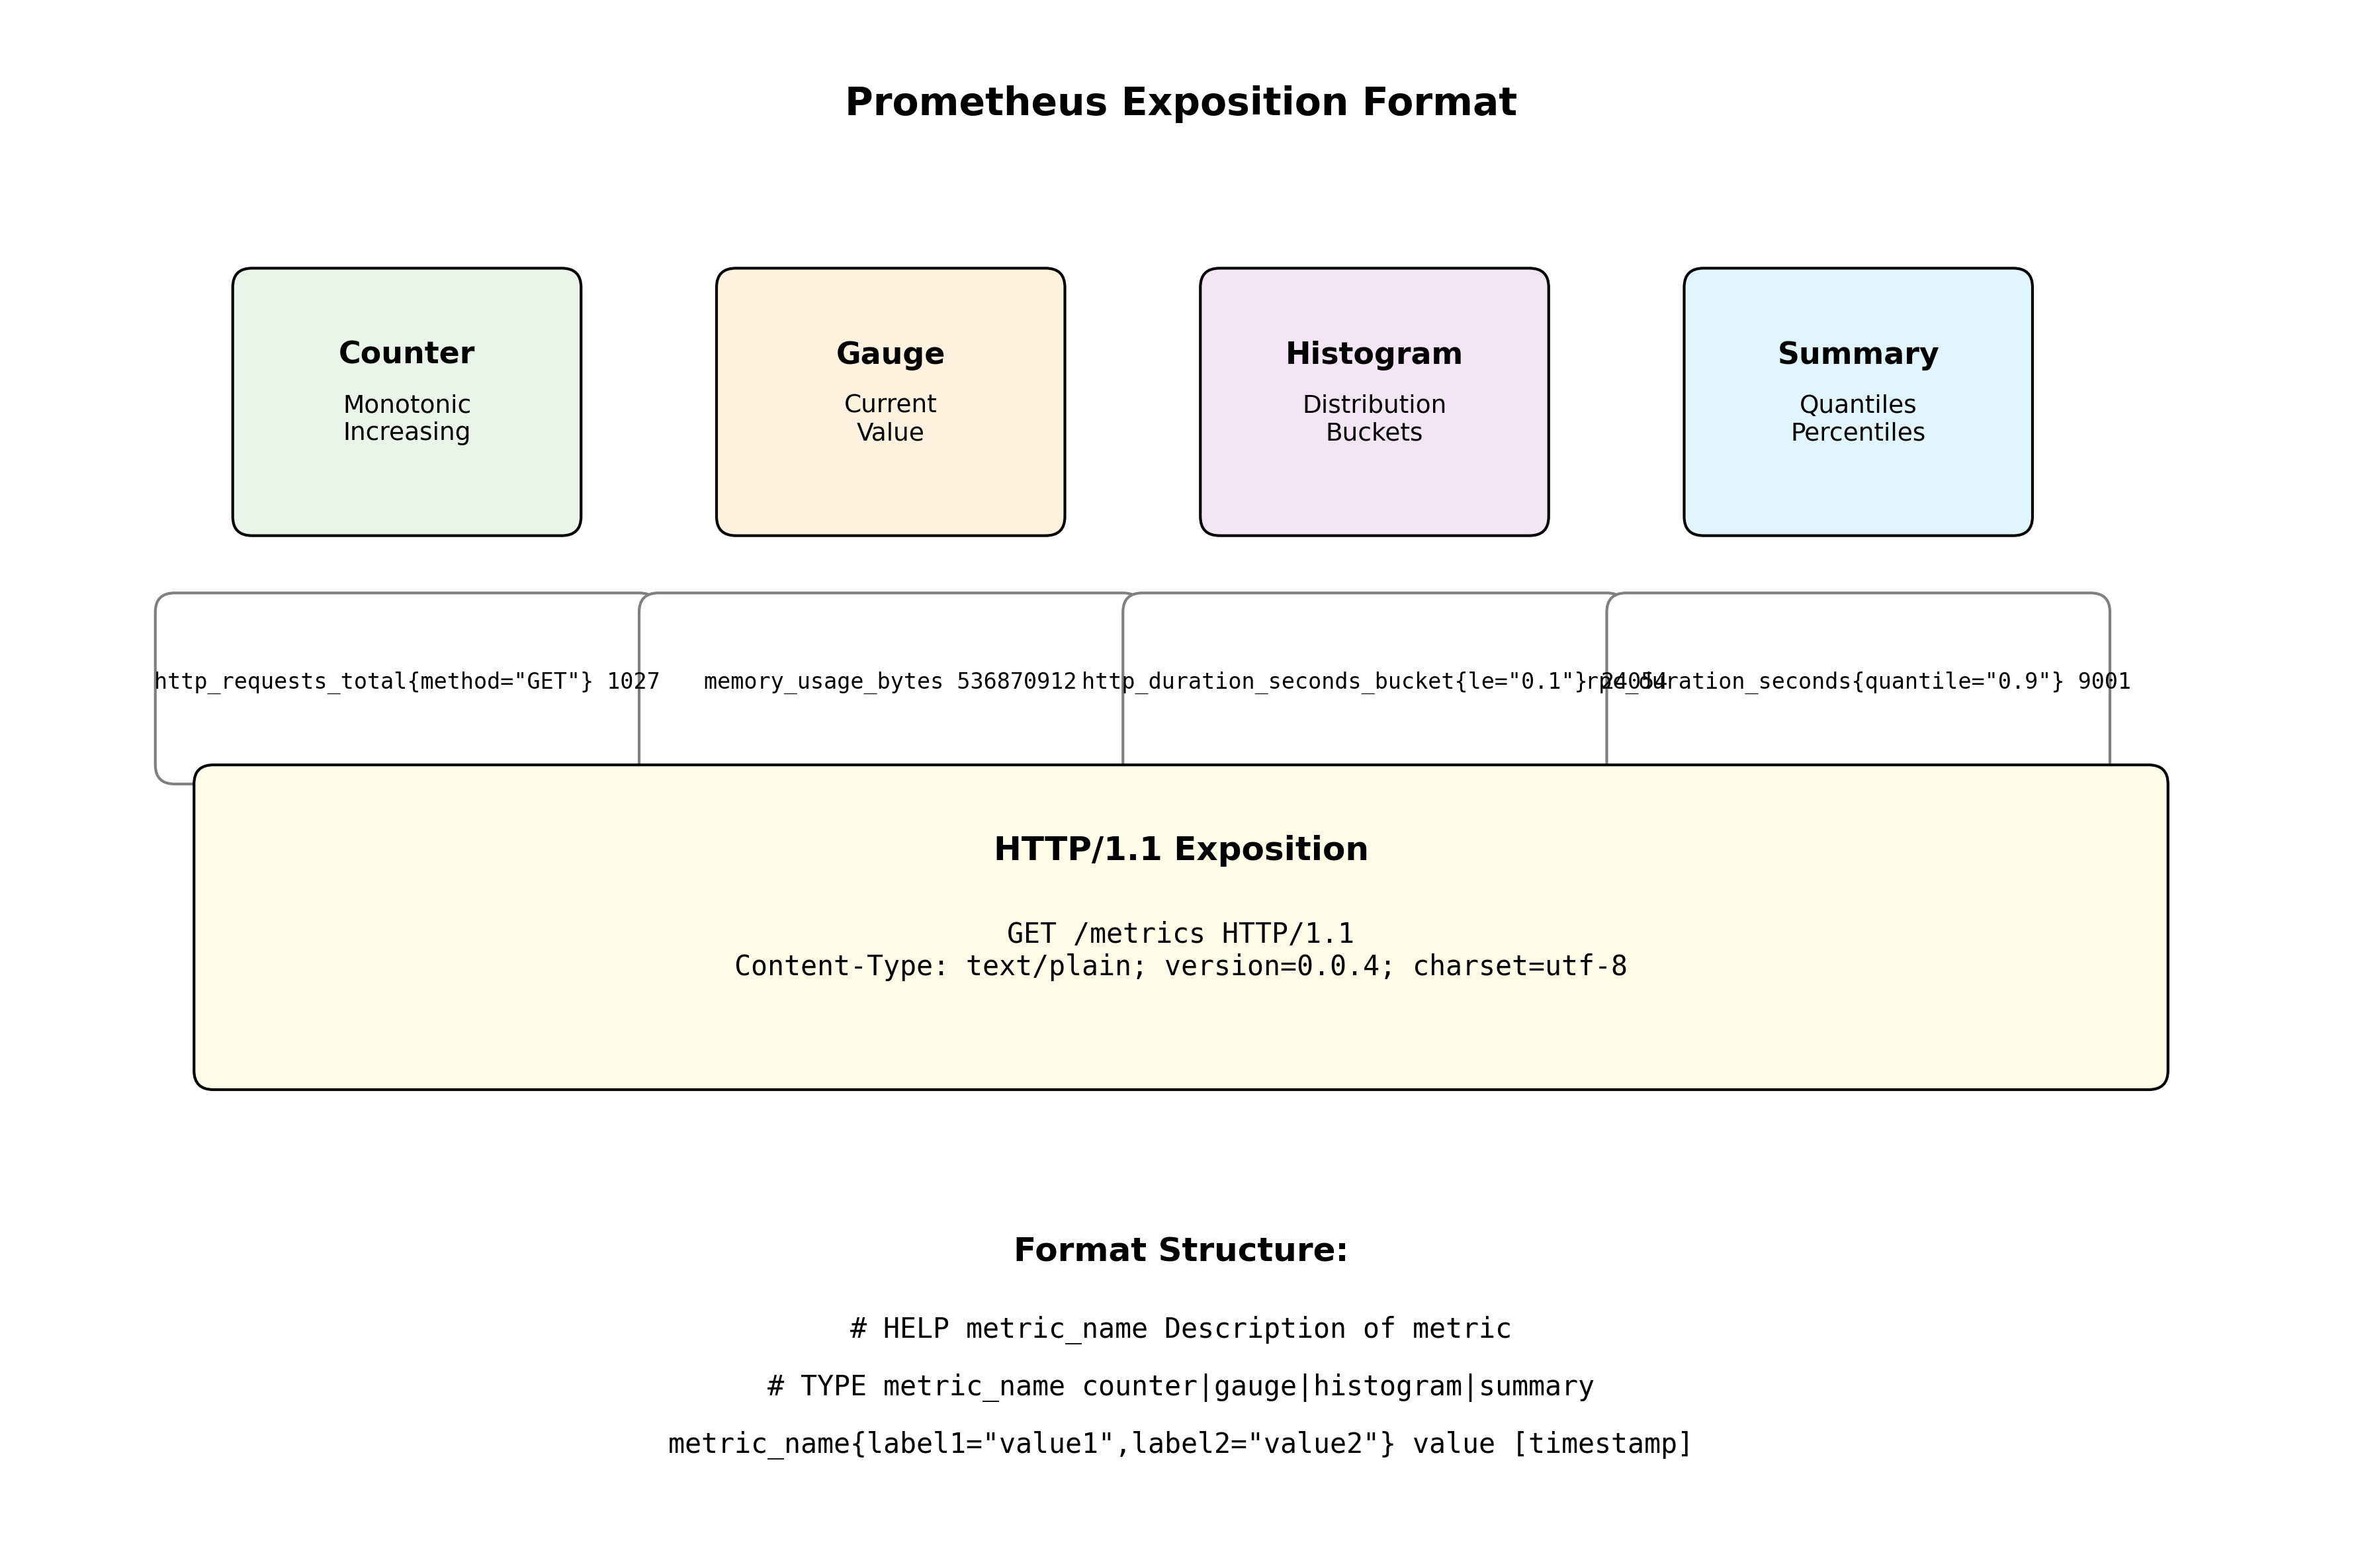 Prometheus Exposition Format
Counter
Monotonic
Increasing
Gauge
Current
Value
Histogram
Distribution
Buckets
Summary
Quantiles
Percentiles
http_requests_total{method="GET"} 1027
memory_usage_bytes 536870912
http_duration_seconds_bucket{le="0.1"} 24054
rpc_duration_seconds{quantile="0.9"} 9001
HTTP/1.1 Exposition
GET /metrics HTTP/1.1
Content-Type: text/plain; version=0.0.4; charset=utf-8
Format Structure:
# HELP metric_name Description of metric
# TYPE metric_name counter|gauge|histogram|summary
metric_name{label1="value1",label2="value2"} value [timestamp]